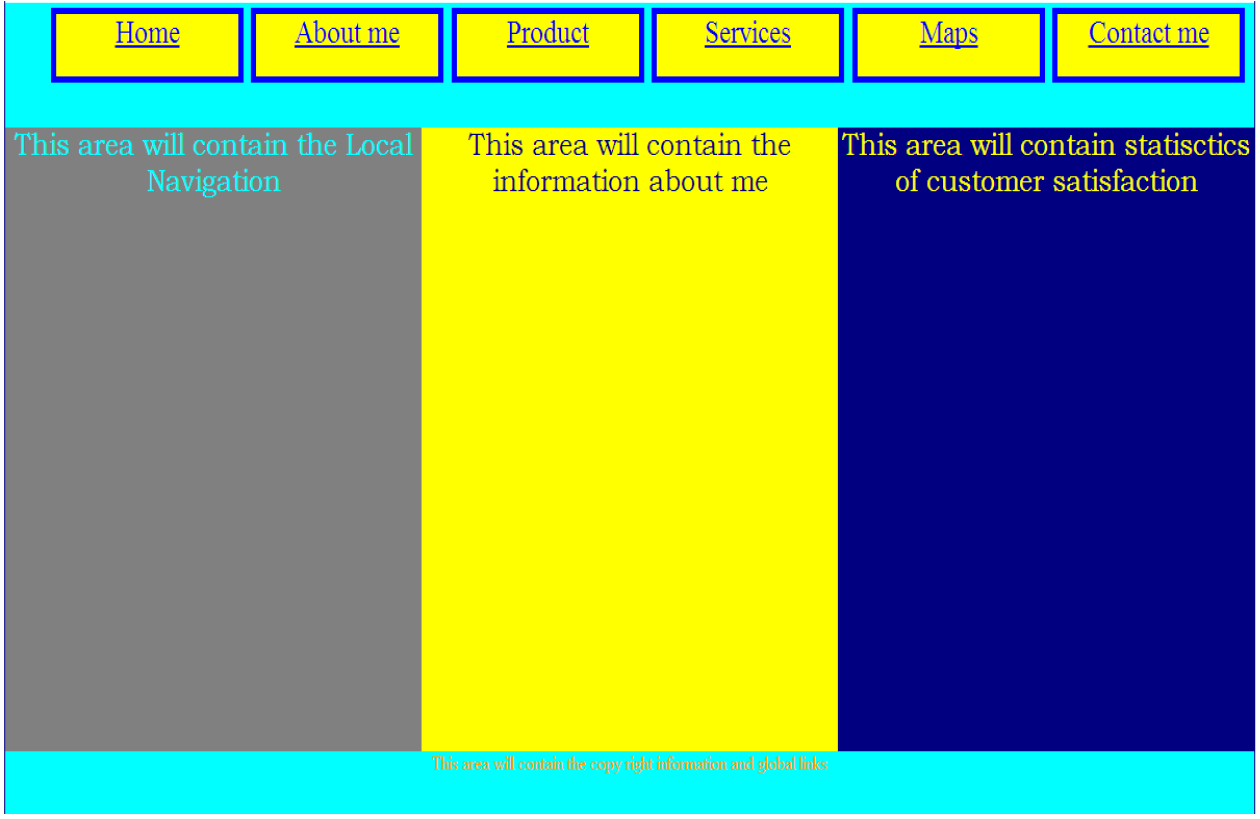 Home About me Product Services Maps Contact me
This area will contain the Local
Navigation
This area will contain the
information about me
This area will contain statisctics
of customer satisfaction
This area will contain the copy right information and global links